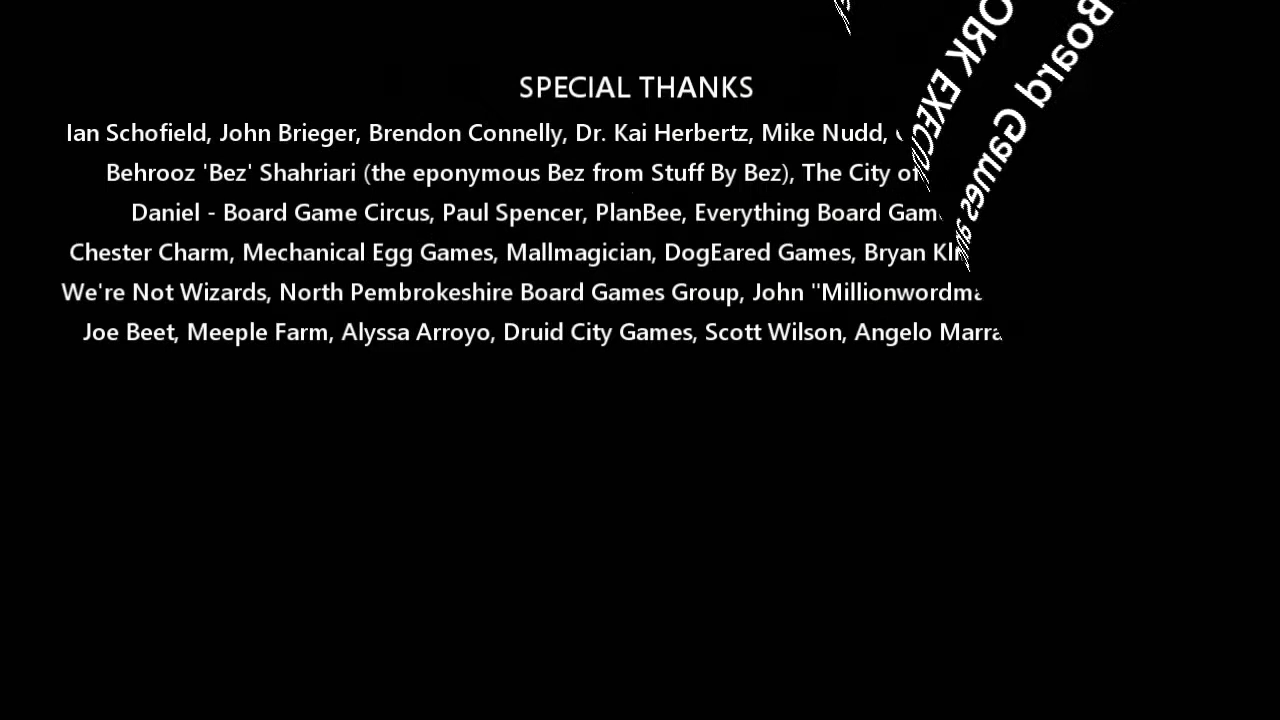 SPECIAL THANKS
Ian Schofield, John Brieger, Brendon Connelly, Dr. Kai Herbertz, Mike Nudd,
Behrooz 'Bez' Shahriari (the eponymous Bez from Stuff By Bez), The City of
Daniel - Board Game Circus, Paul Spencer, PlanBee, Everything Board
Chester Charm, Mechanical Egg Games, Mallmagician, DogEared Games, Bryan
We're Not Wizards, North Pembrokeshire Board Games Group, John "Millionwordma
Joe Beet, Meeple Farm, Alyssa Arroyo, Druid City Games, Scott Wilson, Angelo Marra
Board Games